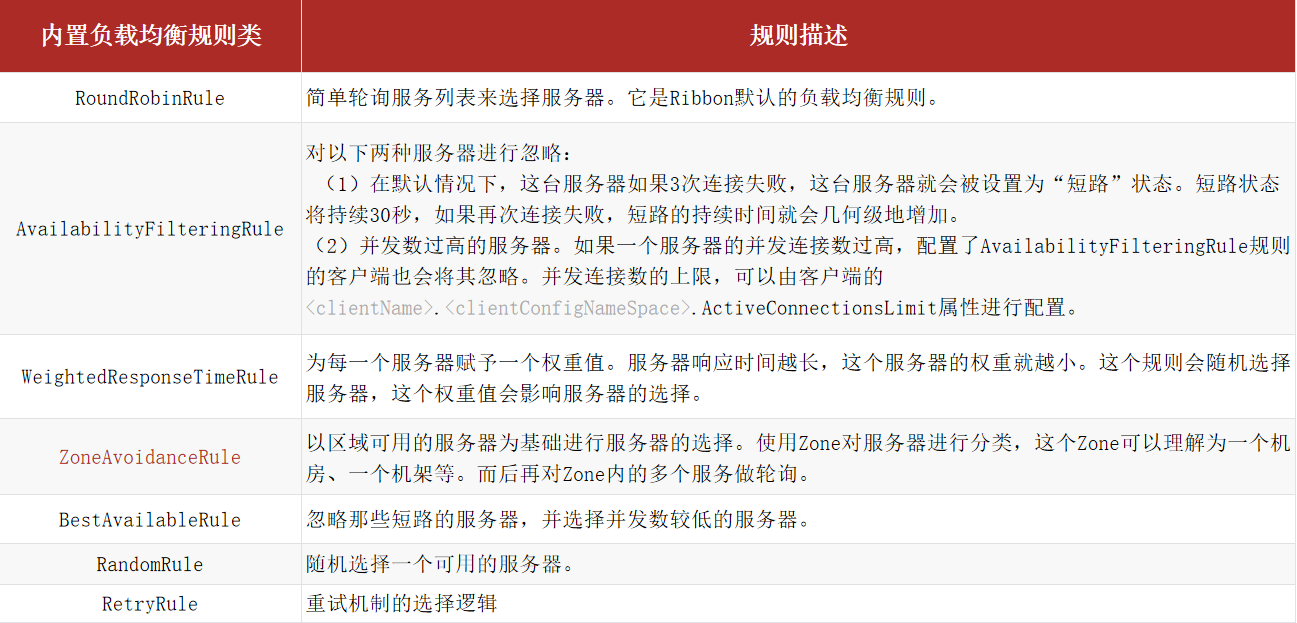 内置负载均衡规则类
规则描述
RoundRobinRule
简单轮询服务列表来选择服务器。它是Ribbon默认的负载均衡规则。
AvailabilityFilteringRule
对以下两种服务器进行忽略：
（1）在默认情况下，这台服务器如果3次连接失败，这台服务器就会被设置为“短路”状态。短路状态
将持续30秒，如果再次连接失败，短路的持续时间就会几何级地增加。
（2）并发数过高的服务器。如果一个服务器的并发连接数过高，配置了AvailabilityFilteringRule规则
的客户端也会将其忽略。并发连接数的上限，可以由客户端的
<clientName>.<clientConfigNameSpace>.ActiveConnectionsLimit属性进行配置。
WeightedResponseTimeRule
为每一个服务器赋予一个权重值。服务器响应时间越长，这个服务器的权重就越小。这个规则会随机选择
服务器，这个权重值会影响服务器的选择。
ZoneAvoidanceRule
以区域可用的服务器为基础进行服务器的选择。使用Zone对服务器进行分类，这个Zone可以理解为一个机
房、一个机架等。而后再对Zone内的多个服务做轮询。
BestAvailableRule
忽略那些短路的服务器，并选择并发数较低的服务器。
RandomRule
随机选择一个可用的服务器。
RetryRule
重试机制的选择逻辑